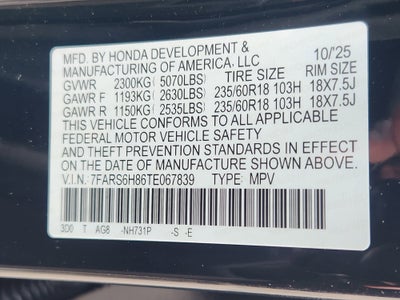 MFD. BY HONDA DEVELOPMENT & 10/25
MANUFACTURING OF AMERICA, LLC
GVWR 2300KG (5070LBS) TIRE SIZE RIM SIZE
GAWR F 1193KG (2630LBS) 235/60R18 103H 18X7.5J
GAWR R 1150KG (2535LBS) 235/60R18 103H 18X7.5J
THIS VEHICLE CONFORMS TO ALL APPLICABLE
FEDERAL MOTOR VEHICLE SAFETY
AND THEFT PREVENTION STANDARDS IN EFFECT
ON THE DATE OF MANUFACTURE SHOWN ABOVE.
V.I.N. 7FARS6H86TE067839 TYPE: MPV
3D0 T AG8 -NH731P -S -E